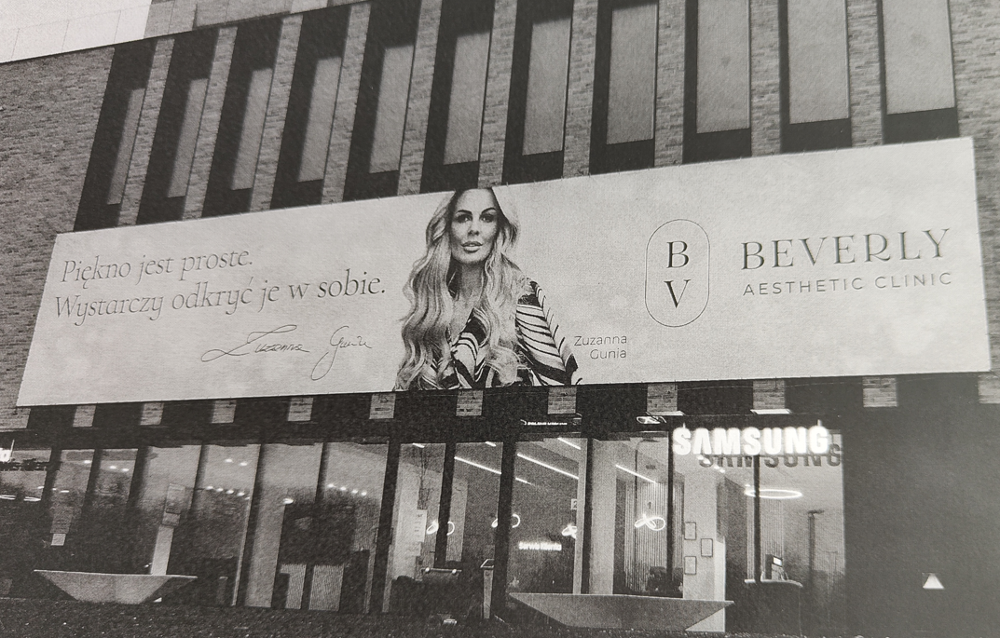 Piękno jest proste.
Wystarczy odkryć je w sobie.
Zuzanna Gunia
Zuzanna
Gunia
B
V
BEVERLY
AESTHETIC CLINIC
SAMSUNG